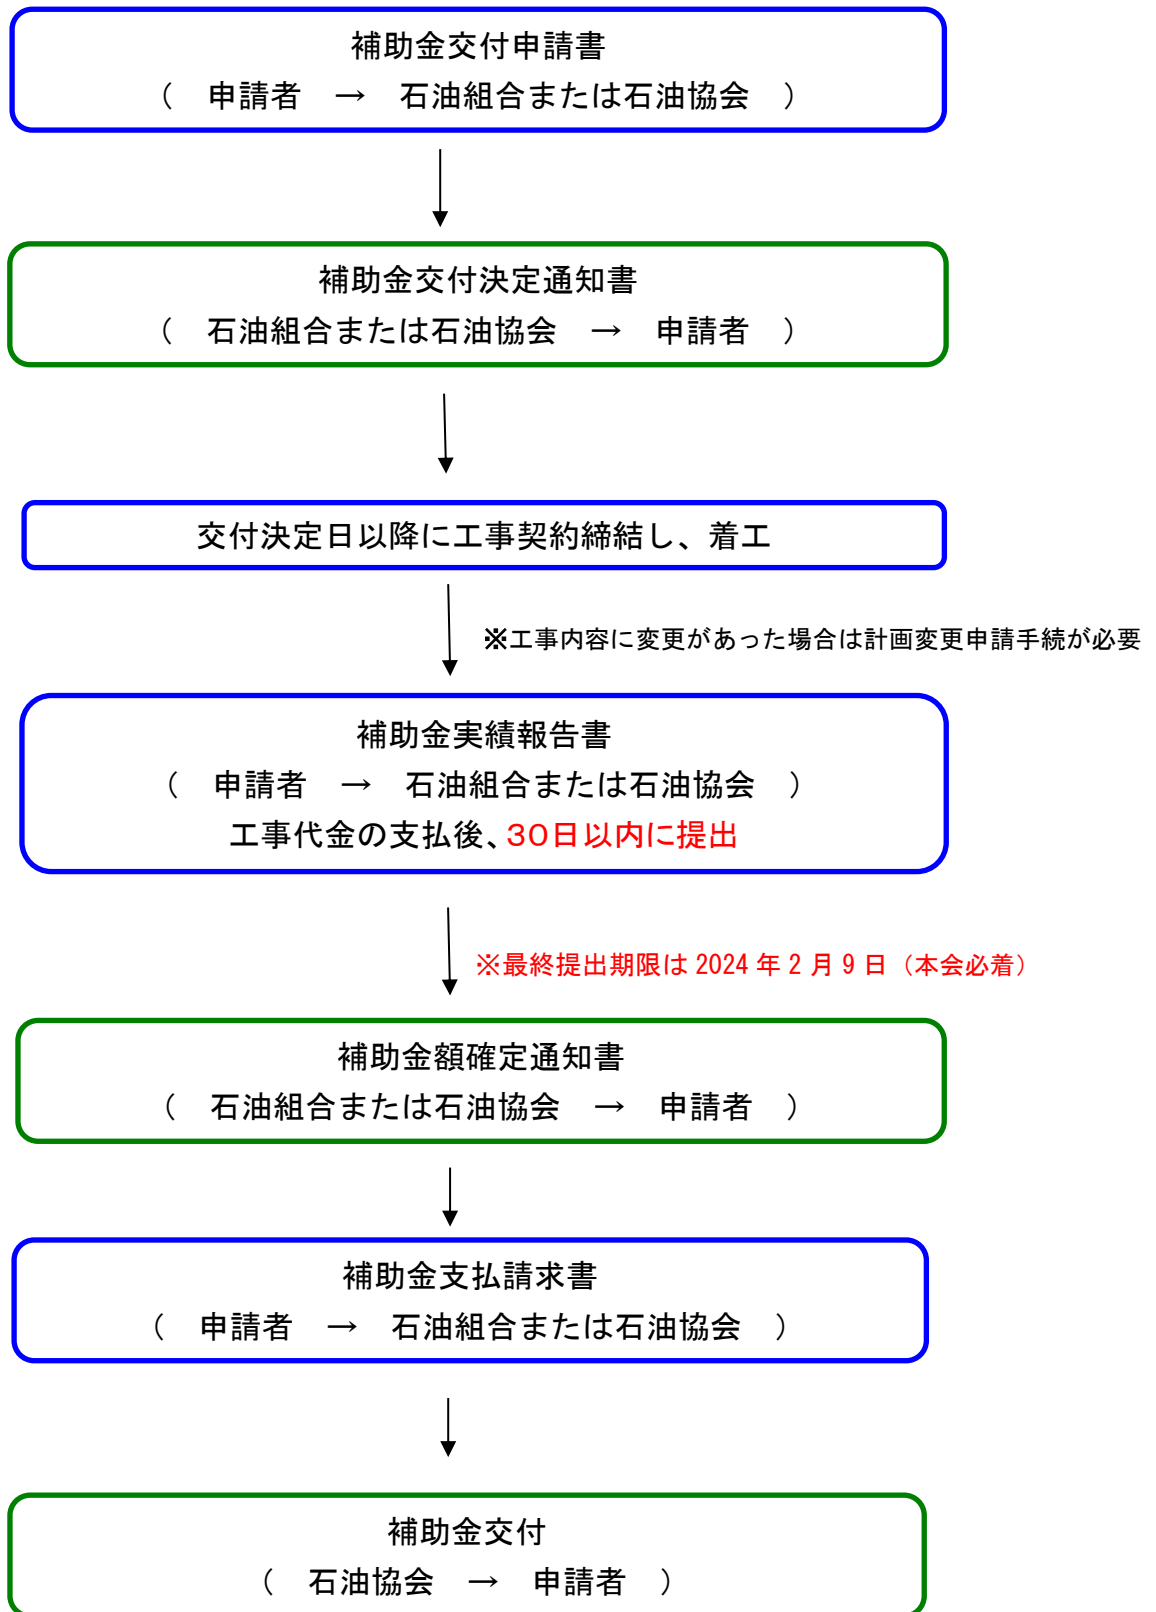 補助金交付申請書
（　申請者　→　石油組合または石油協会　）
補助金交付決定通知書
（　石油組合または石油協会　→　申請者　）
交付決定日以降に工事契約締結し、着工
※工事内容に変更があった場合は計画変更申請手続が必要
補助金実績報告書
（　申請者　→　石油組合または石油協会　）
工事代金の支払後、30日以内に提出
※最終提出期限は 2024 年 2 月 9 日（本会必着）
補助金額確定通知書
（　石油組合または石油協会　→　申請者　）
補助金支払請求書
（　申請者　→　石油組合または石油協会　）
補助金交付
（　石油協会　→　申請者　）